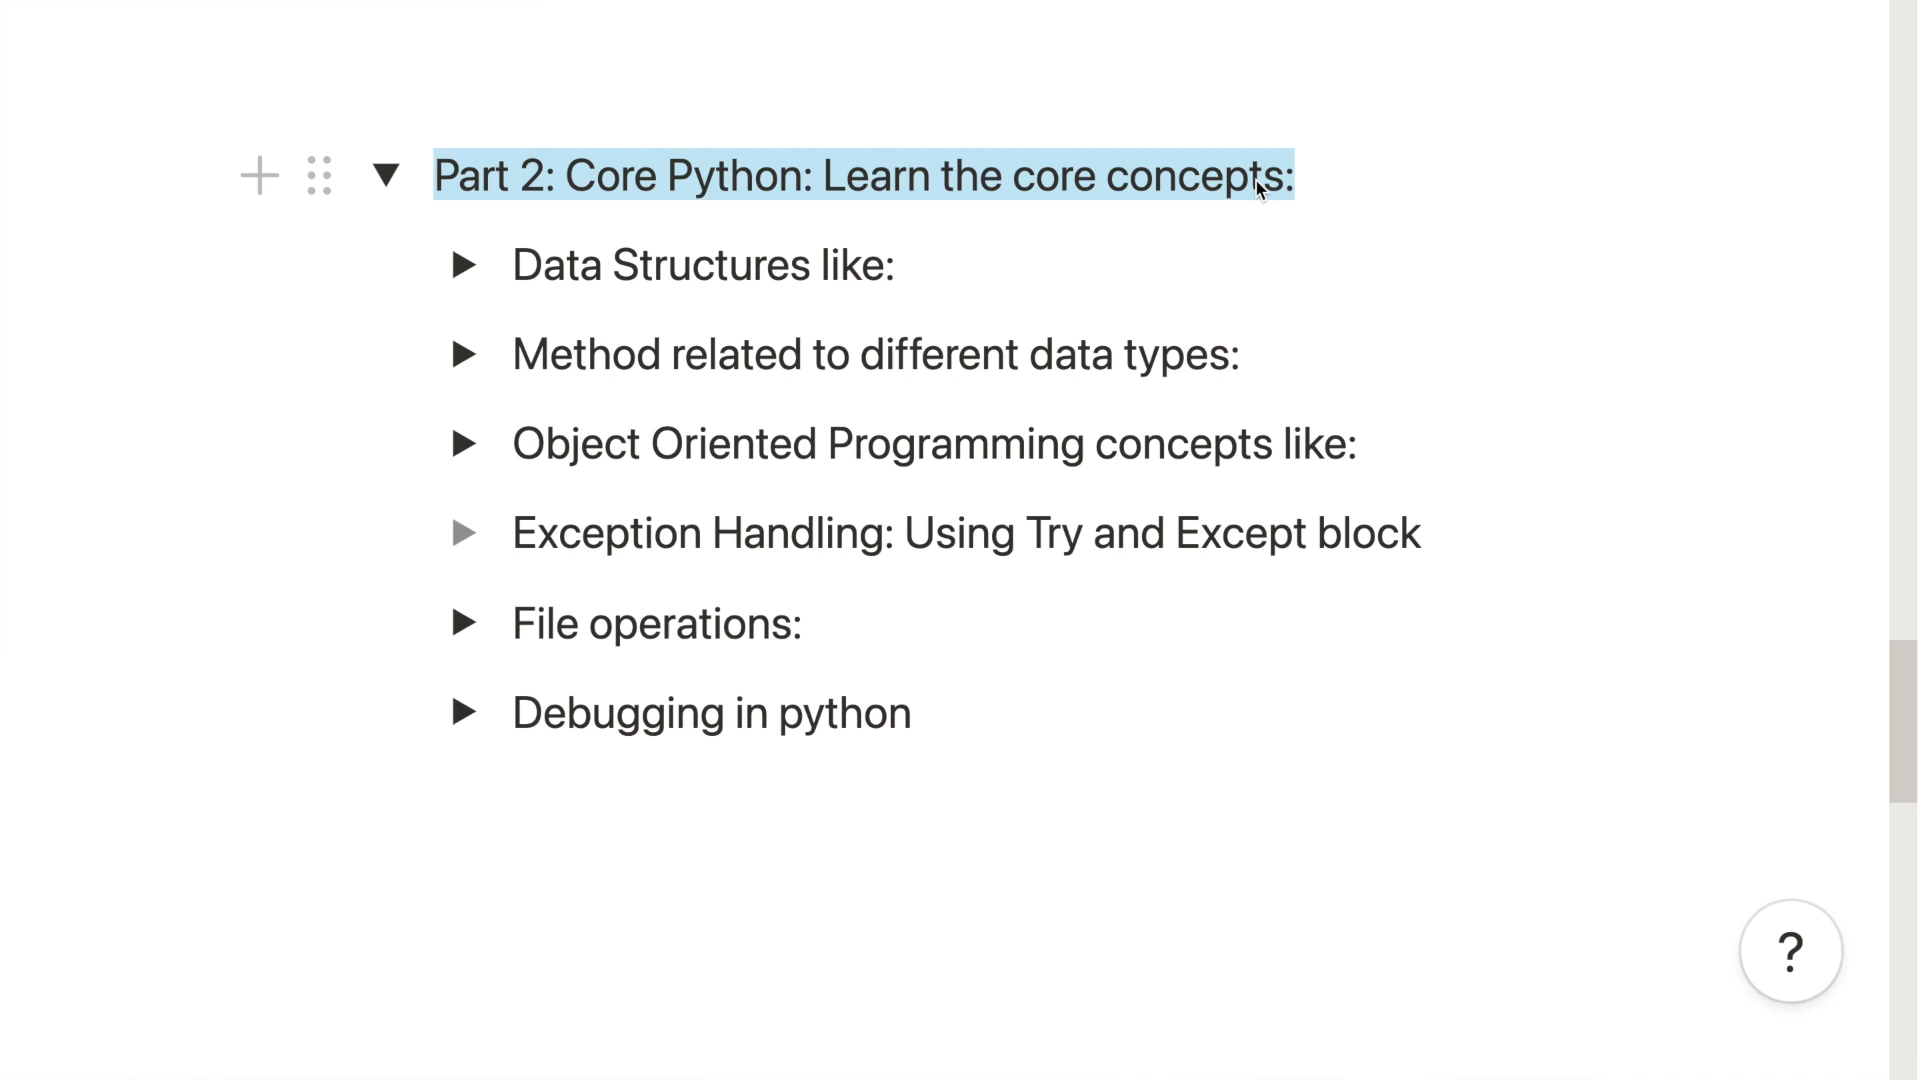 Part 2: Core Python: Learn the core concepts:
Data Structures like:
Method related to different data types:
Object Oriented Programming concepts like:
Exception Handling: Using Try and Except block
File operations:
Debugging in python
?